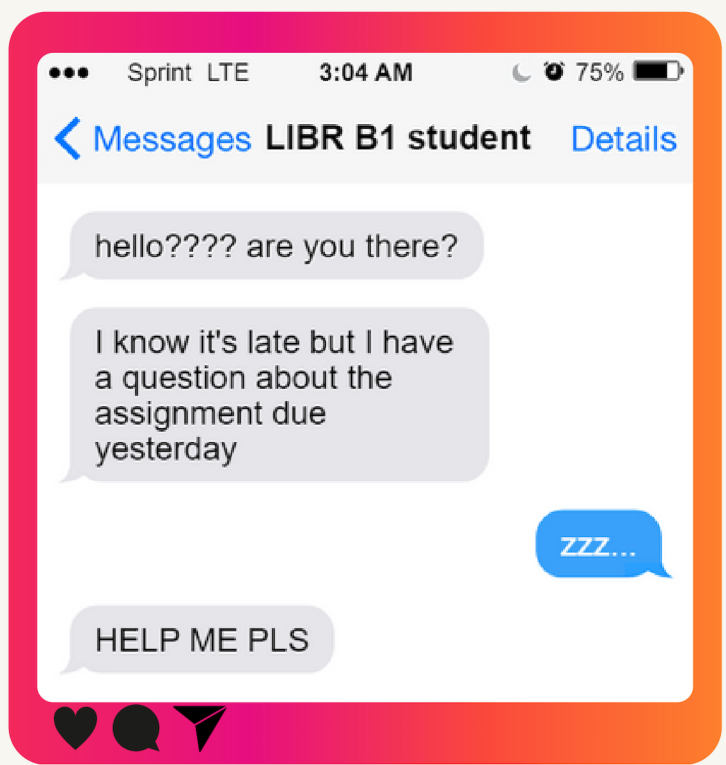 Sprint LTE 3:04 AM 75%
Messages LIBR B1 student Details
hello???? are you there?
I know it's late but I have
a question about the
assignment due
yesterday
zzz...
HELP ME PLS